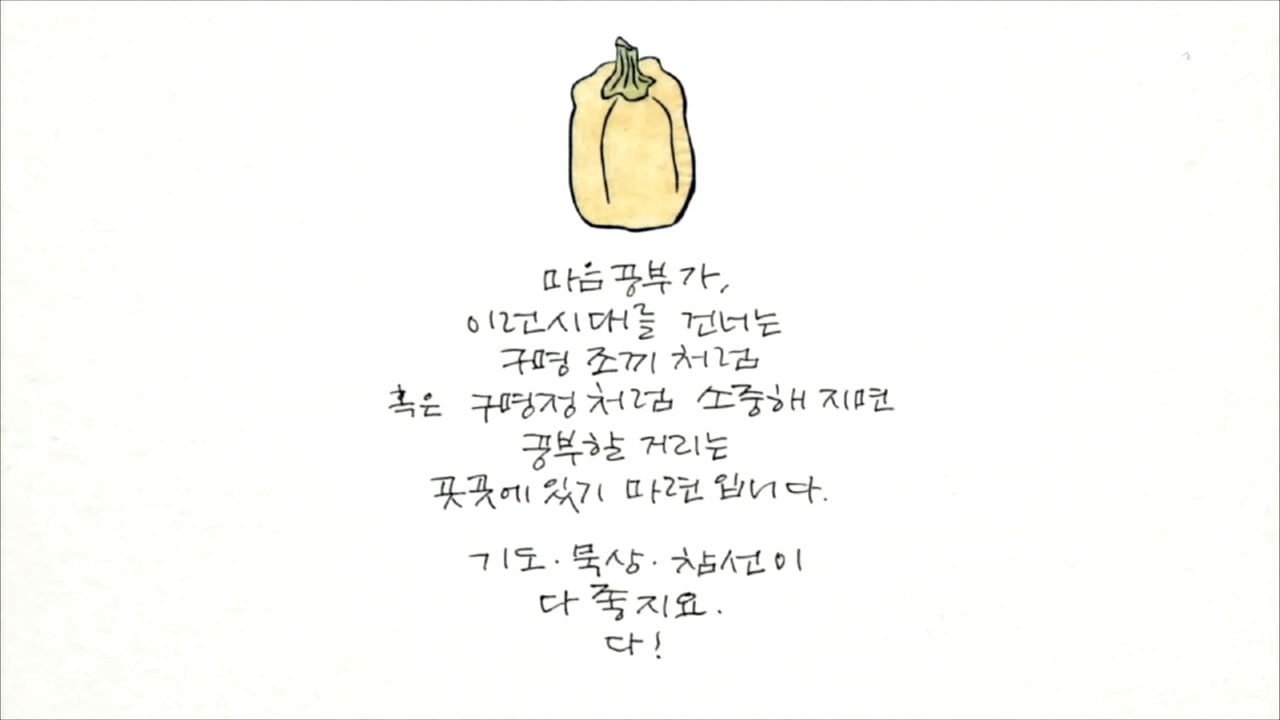 마음공부가,
이런시대를 건너는
구명조끼처럼
혹은 구명정처럼 소중해지면
공부할 거리는
곳곳에 있기 마련입니다.
기도·묵상·참선이
다 좋지요.
다!